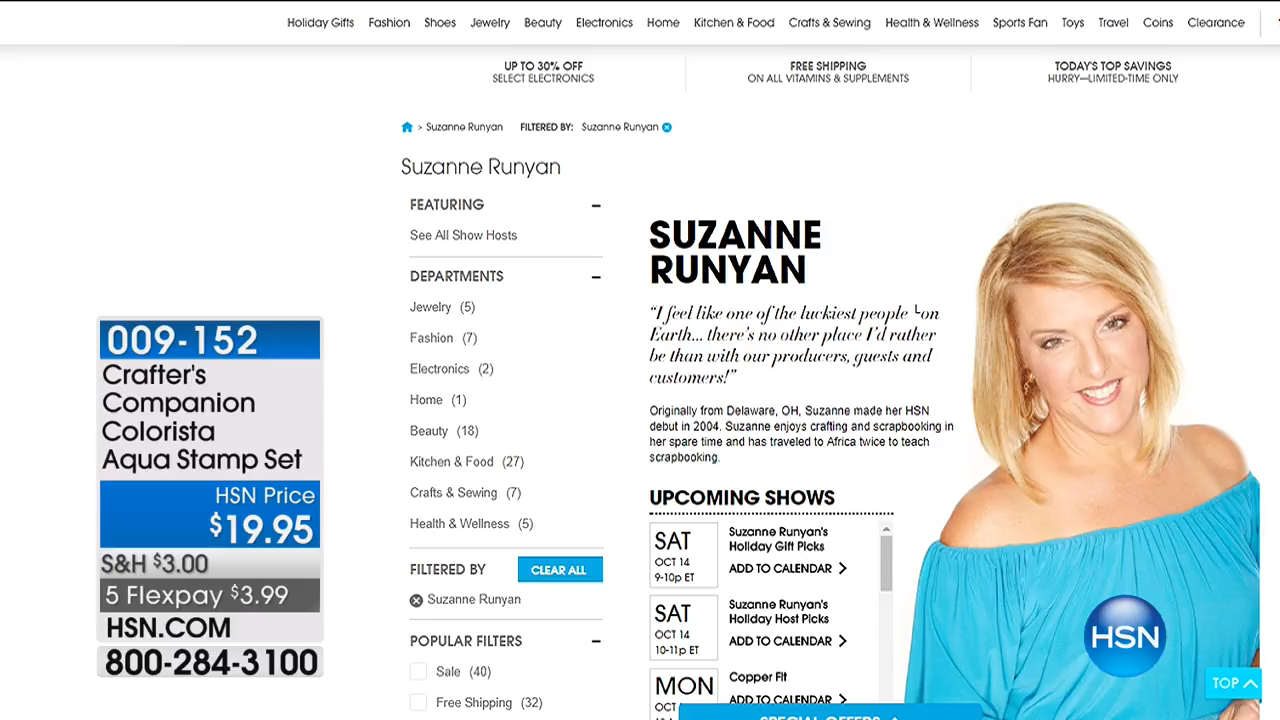 Holiday Gifts Fashion Shoes Jewelry Beauty Electronics Home Kitchen & Food Crafts & Sewing Health & Wellness Sports Fan Toys Travel Coins Clearance
UP TO 30% OFF
SELECT ELECTRONICS
FREE SHIPPING
ON ALL VITAMINS & SUPPLEMENTS
TODAY'S TOP SAVINGS
HURRY—LIMITED-TIME ONLY
> Suzanne Runyan FILTERED BY: Suzanne Runyan
Suzanne Runyan
FEATURING
See All Show Hosts
DEPARTMENTS
Jewelry (5)
Fashion (7)
Electronics (2)
Home (1)
Beauty (18)
Kitchen & Food (27)
Crafts & Sewing (7)
Health & Wellness (5)
FILTERED BY CLEAR ALL
Suzanne Runyan
POPULAR FILTERS
Sale (40)
Free Shipping (32)
009-152
Crafter's
Companion
Colorista
Aqua Stamp Set
HSN Price
$19.95
S&H $3.00
5 Flexpay $3.99
HSN.COM
800-284-3100
SUZANNE
RUNYAN
“I feel like one of the luckiest people on
Earth... there's no other place I'd rather
be than with our producers, guests and
customers!”
Originally from Delaware, OH, Suzanne made her HSN
debut in 2004. Suzanne enjoys crafting and scrapbooking in
her spare time and has traveled to Africa twice to teach
scrapbooking.
UPCOMING SHOWS
SAT
OCT 14
9-10p ET
Suzanne Runyan's
Holiday Gift Picks
ADD TO CALENDAR
SAT
OCT 14
10-11p ET
Suzanne Runyan's
Holiday Host Picks
ADD TO CALENDAR
MON
OCT
Copper Fit
ADD TO CALENDAR
SPECIAL OFFERS
HSN
TOP